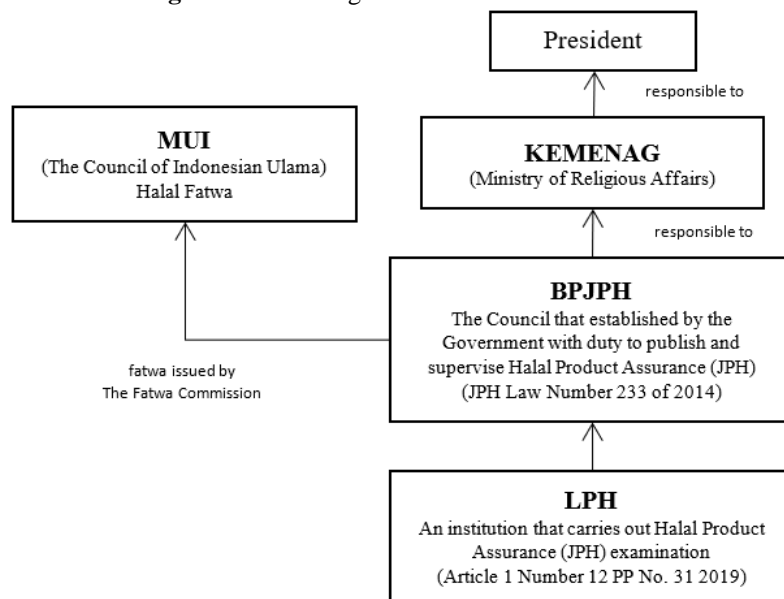 President
responsible to
MUI
(The Council of Indonesian Ulama)
Halal Fatwa
KEMENAG
(Ministry of Religious Affairs)
responsible to
BPJPH
The Council that established by the
Government with duty to publish and
supervise Halal Product Assurance (JPH)
(JPH Law Number 233 of 2014)
fatwa issued by
The Fatwa Commission
LPH
An institution that carries out Halal Product
Assurance (JPH) examination
(Article 1 Number 12 PP No. 31 2019)